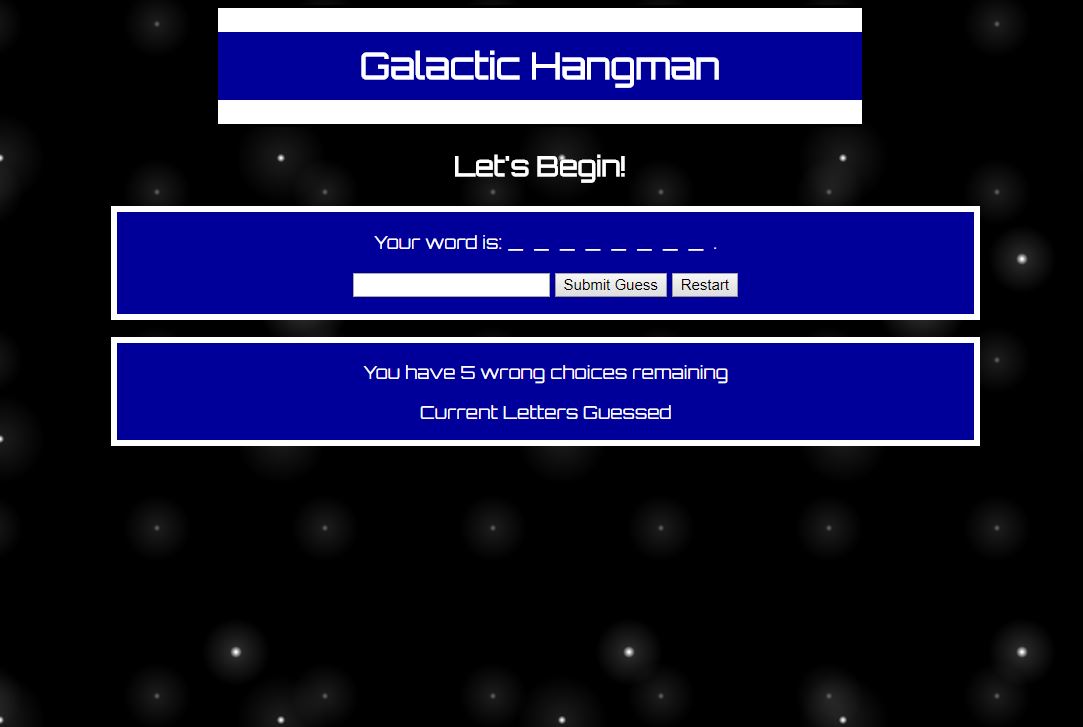 Galactic Hangman
Let's Begin!
Your word is: _ _ _ _ _ _ _ _ .
Submit Guess Restart
You have 5 wrong choices remaining
Current Letters Guessed